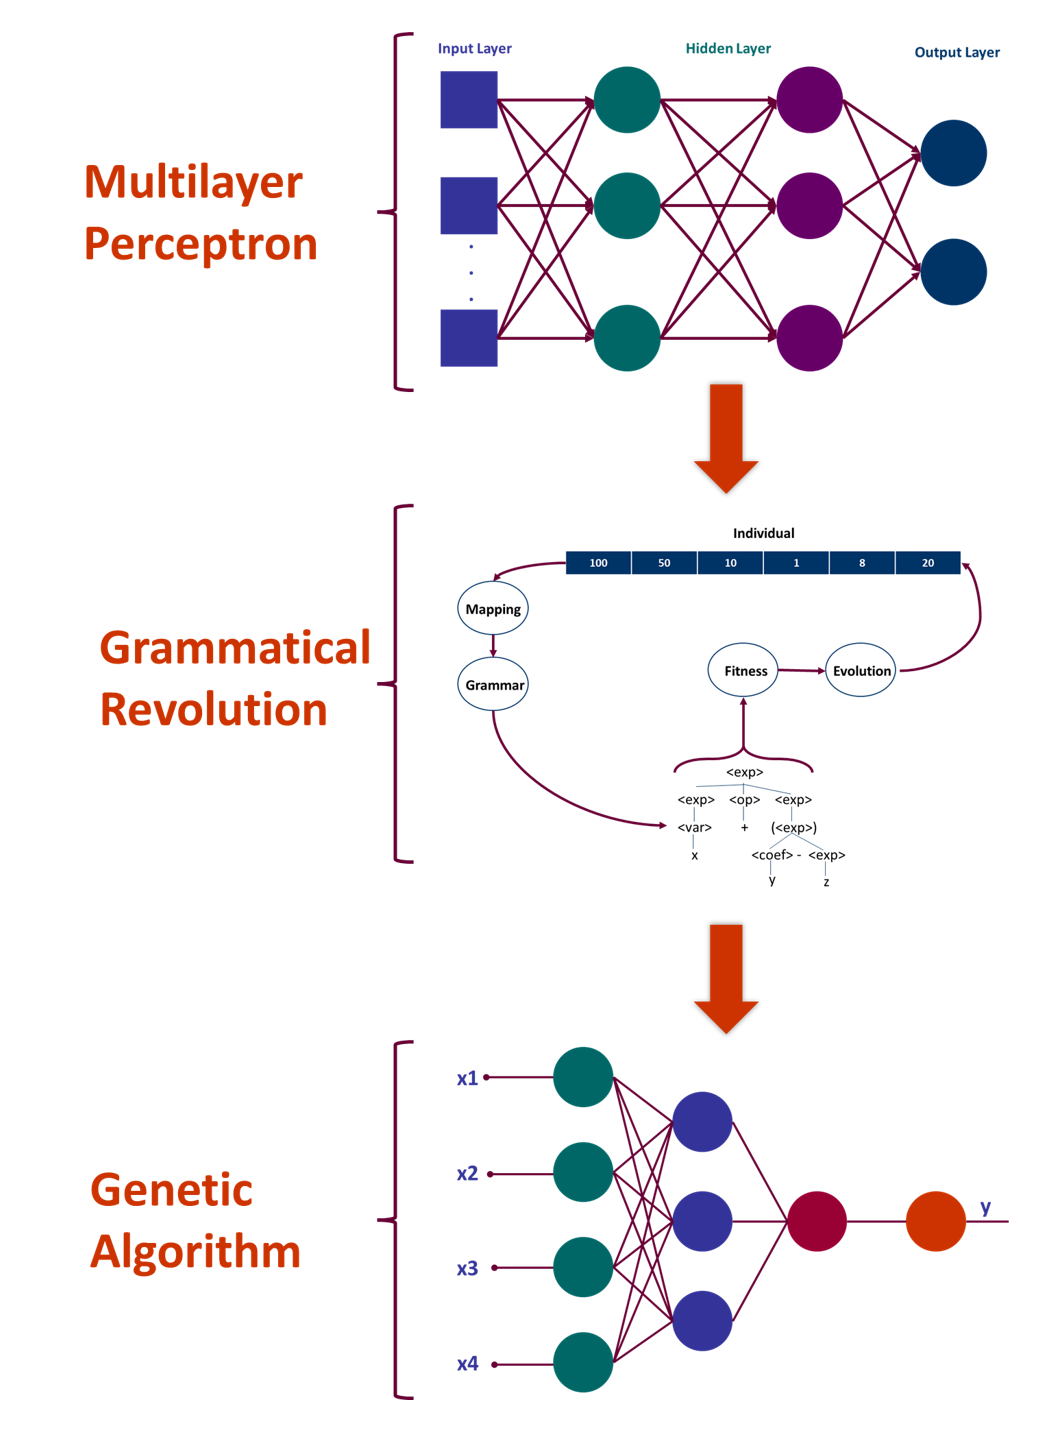 Input Layer
Hidden Layer
Output Layer
Multilayer
Perceptron
Individual
100 50 10 1 8 20
Mapping
Grammatical
Revolution
Grammar
Fitness
Evolution
<exp>
<exp> <op> <exp>
<var> + (<exp>)
x <coef> - <exp>
y z
x1
x2
Genetic
Algorithm
y
x3
x4